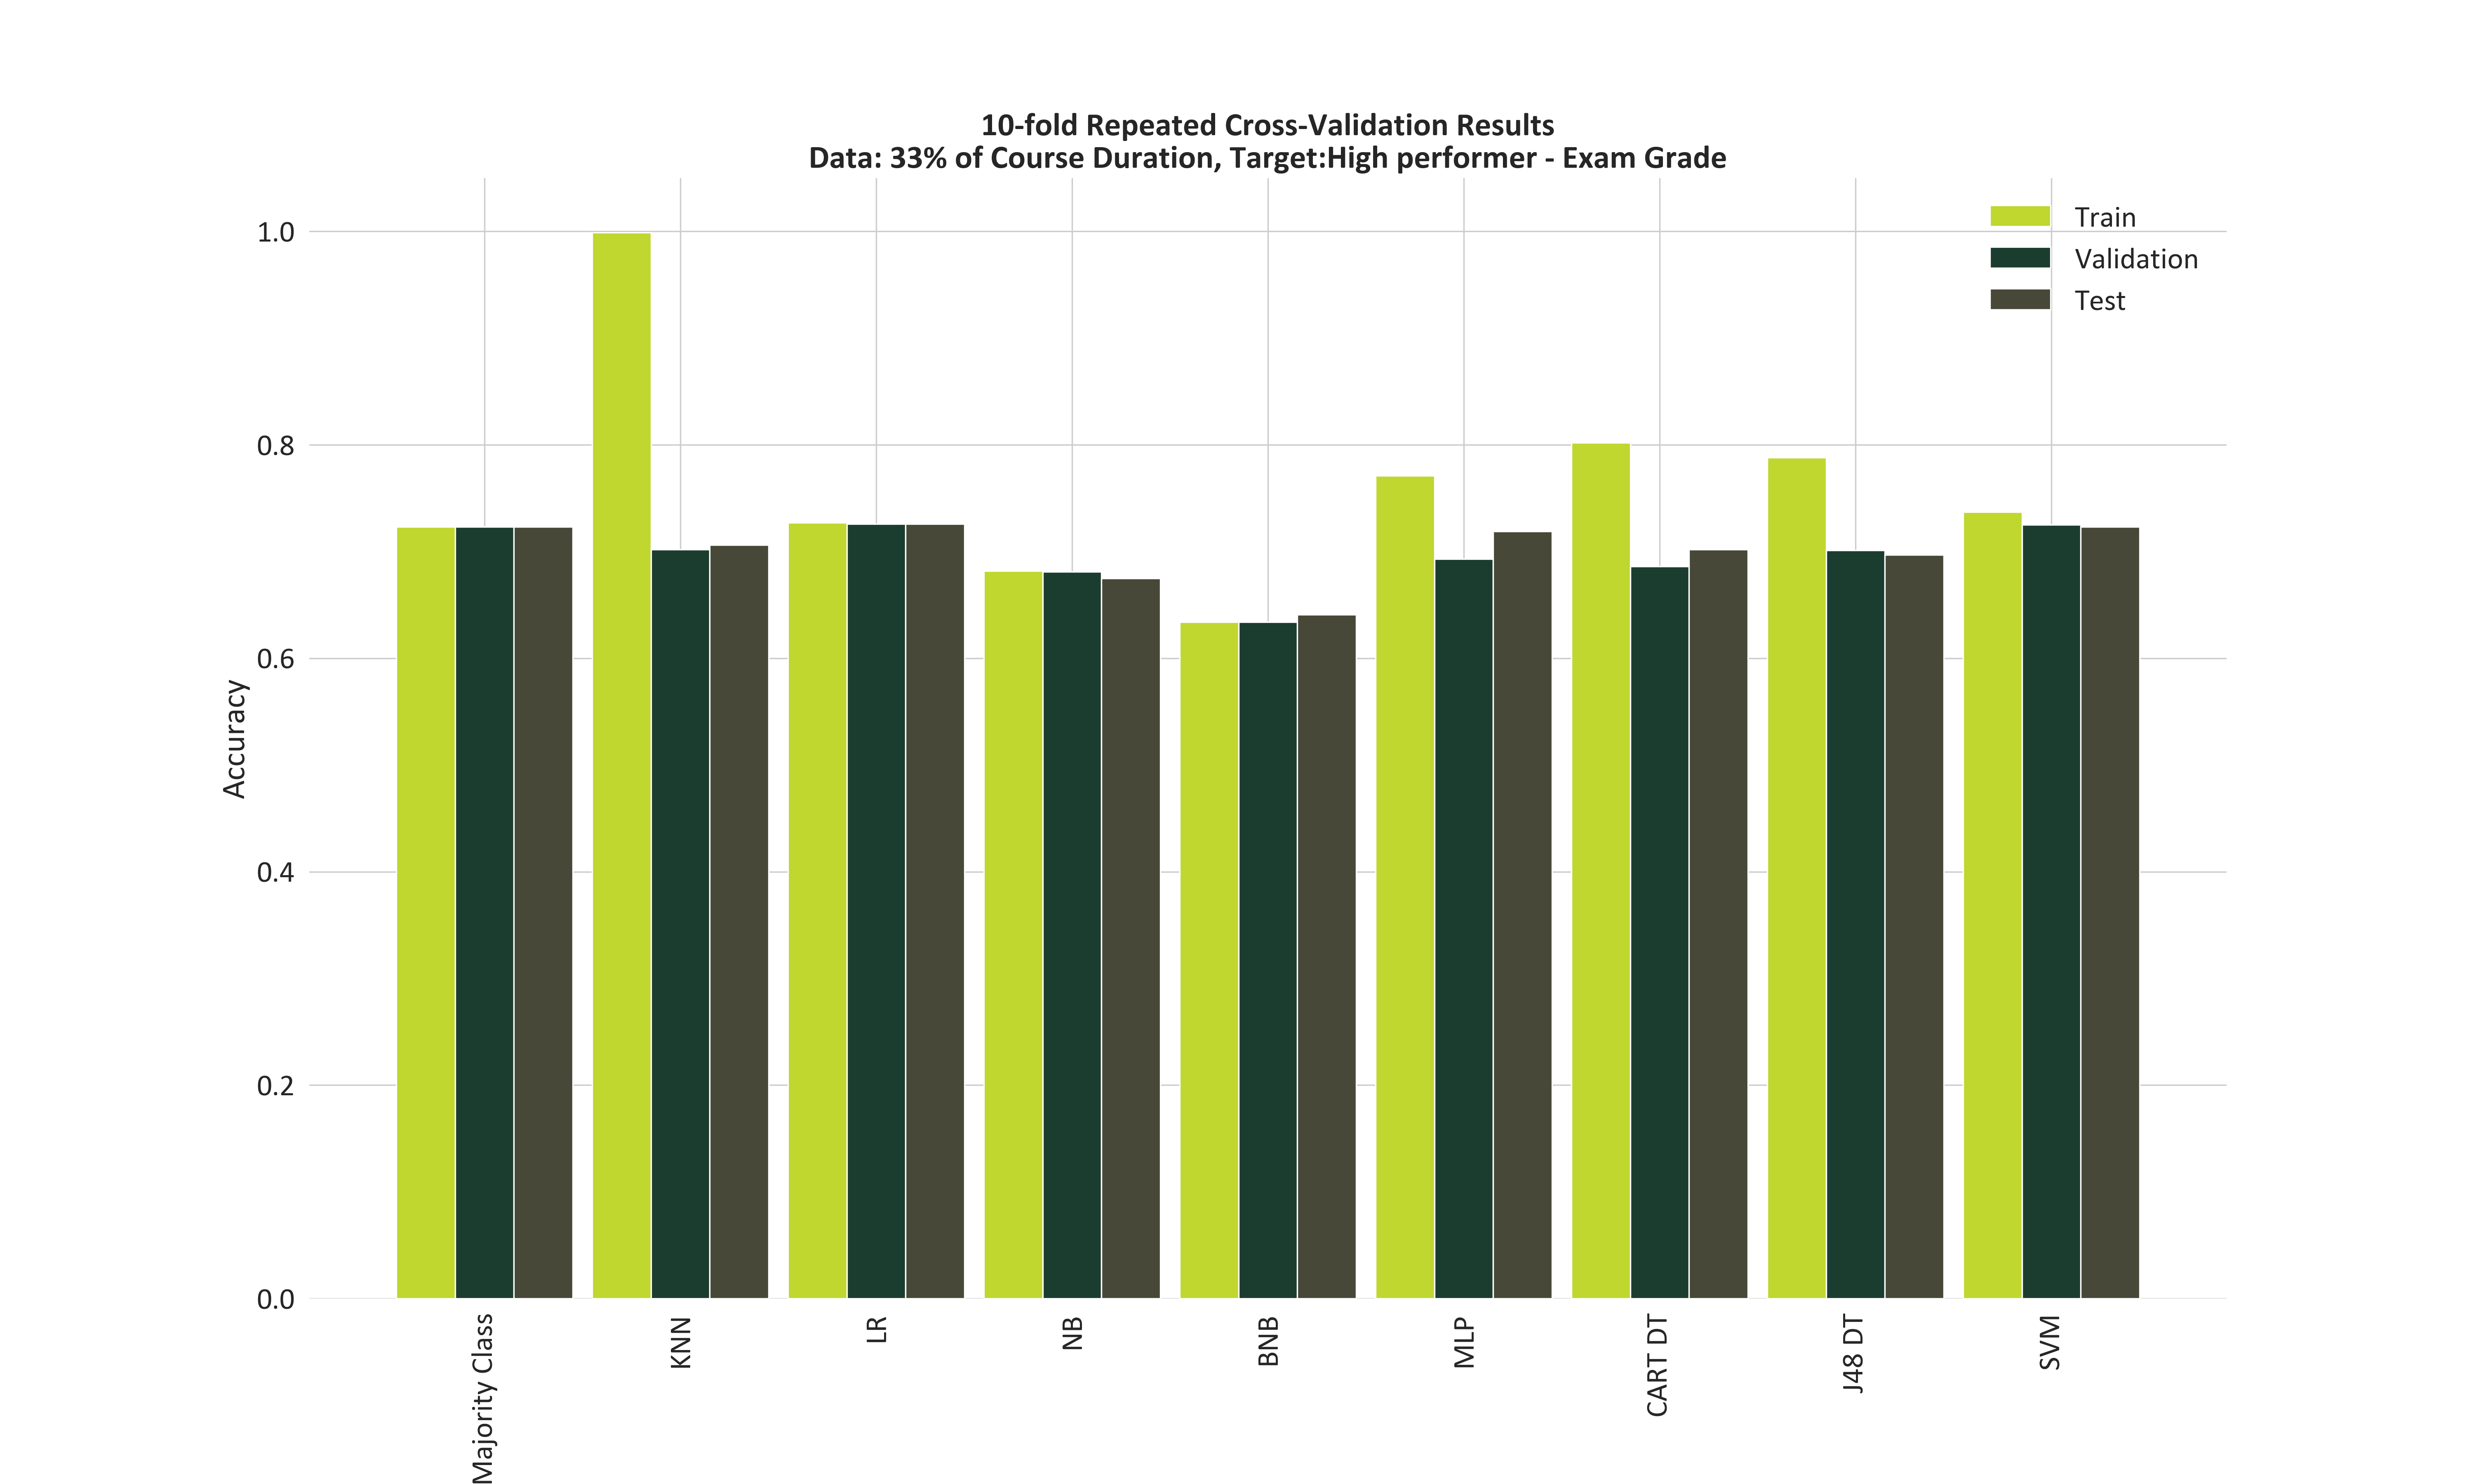 10-fold Repeated Cross-Validation Results
Data: 33% of Course Duration, Target:High performer - Exam Grade
Train
Validation
Test
1.0
0.8
0.6
0.4
0.2
0.0
Accuracy
Majority Class
KNN
LR
NB
BNB
MLP
CART DT
J48 DT
SVM